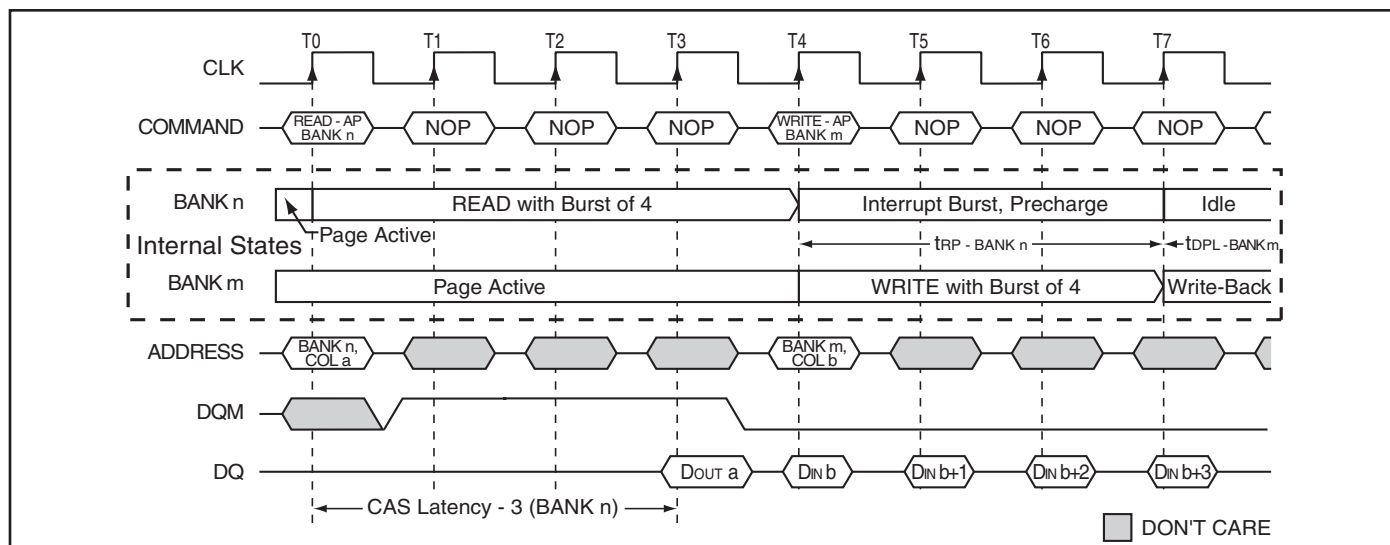 T0 T1 T2 T3 T4 T5 T6 T7
CLK
COMMAND READ - AP BANK n NOP NOP NOP WRITE - AP BANK m NOP NOP NOP
BANK n READ with Burst of 4 Interrupt Burst, Precharge Idle
Page Active
Internal States tRP - BANK n tDPL - BANK m
BANK m Page Active WRITE with Burst of 4 Write-Back
ADDRESS BANK n, COL a BANK m, COL b
DQM
DQ DOUT a DIN b DIN b+1 DIN b+2 DIN b+3
CAS Latency - 3 (BANK n)
DON'T CARE